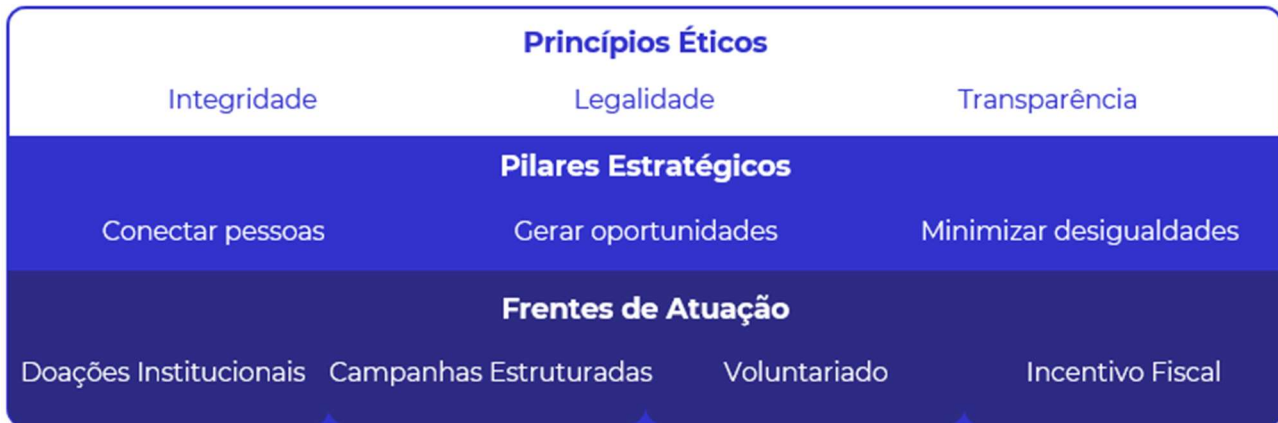 Princípios Éticos
Integridade Legalidade Transparência
Pilares Estratégicos
Conectar pessoas Gerar oportunidades Minimizar desigualdades
Frentes de Atuação
Doações Institucionais Campanhas Estruturadas Voluntariado Incentivo Fiscal